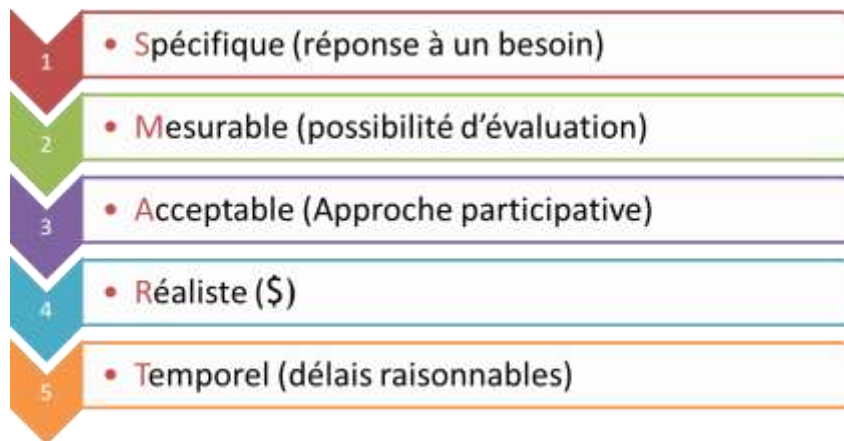 1 • Spécifique (réponse à un besoin)
2 • Mesurable (possibilité d’évaluation)
3 • Acceptable (Approche participative)
4 • Réaliste ($)
5 • Temporel (délais raisonnables)